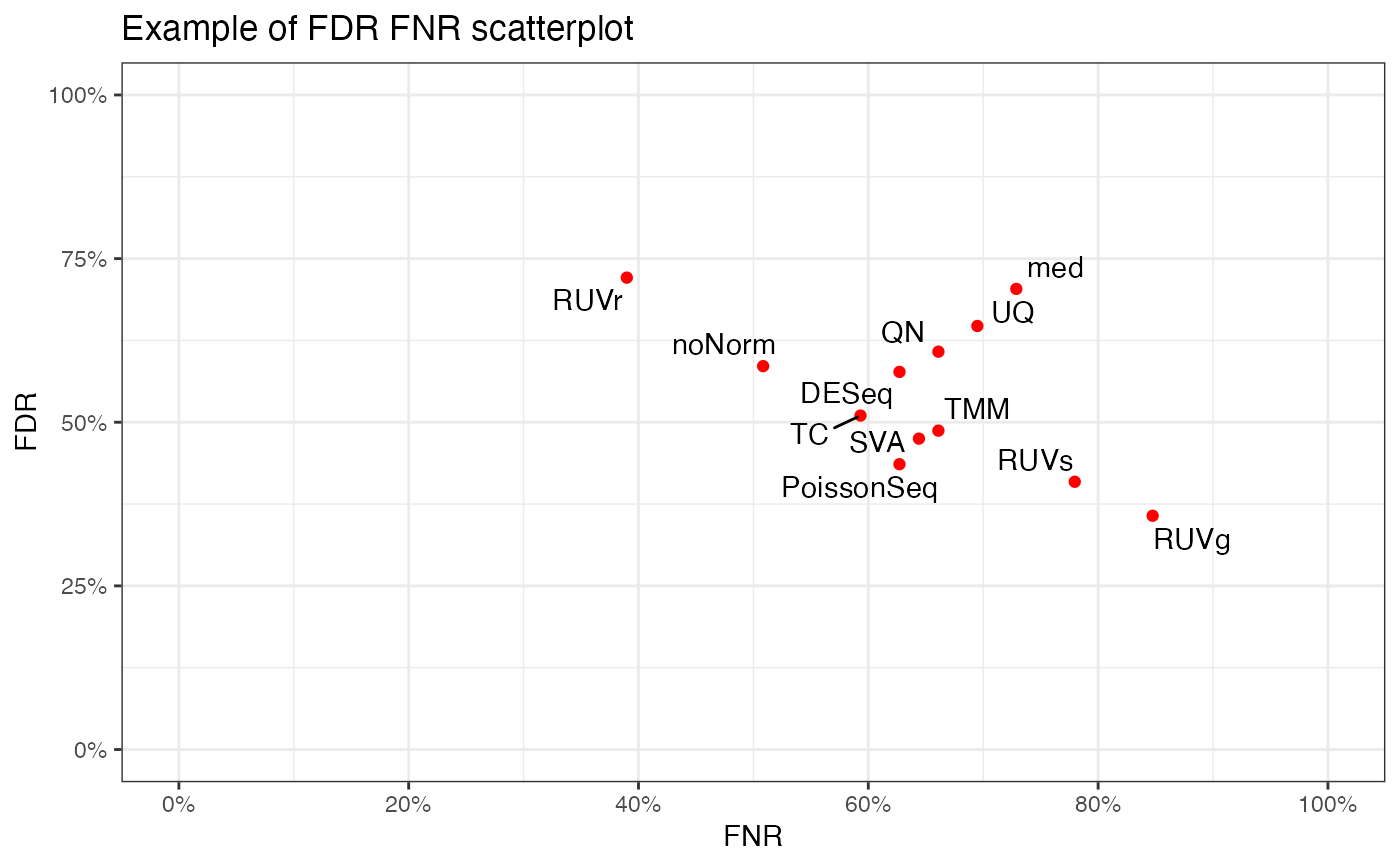 Example of FDR FNR scatterplot
100%
75%
50%
25%
0%
FDR
med
RUVr
UQ
QN
noNorm
DESeq
TMM
TC
SVA
RUVs
PoissonSeq
RUVg
0%
20%
40%
60%
80%
100%
FNR